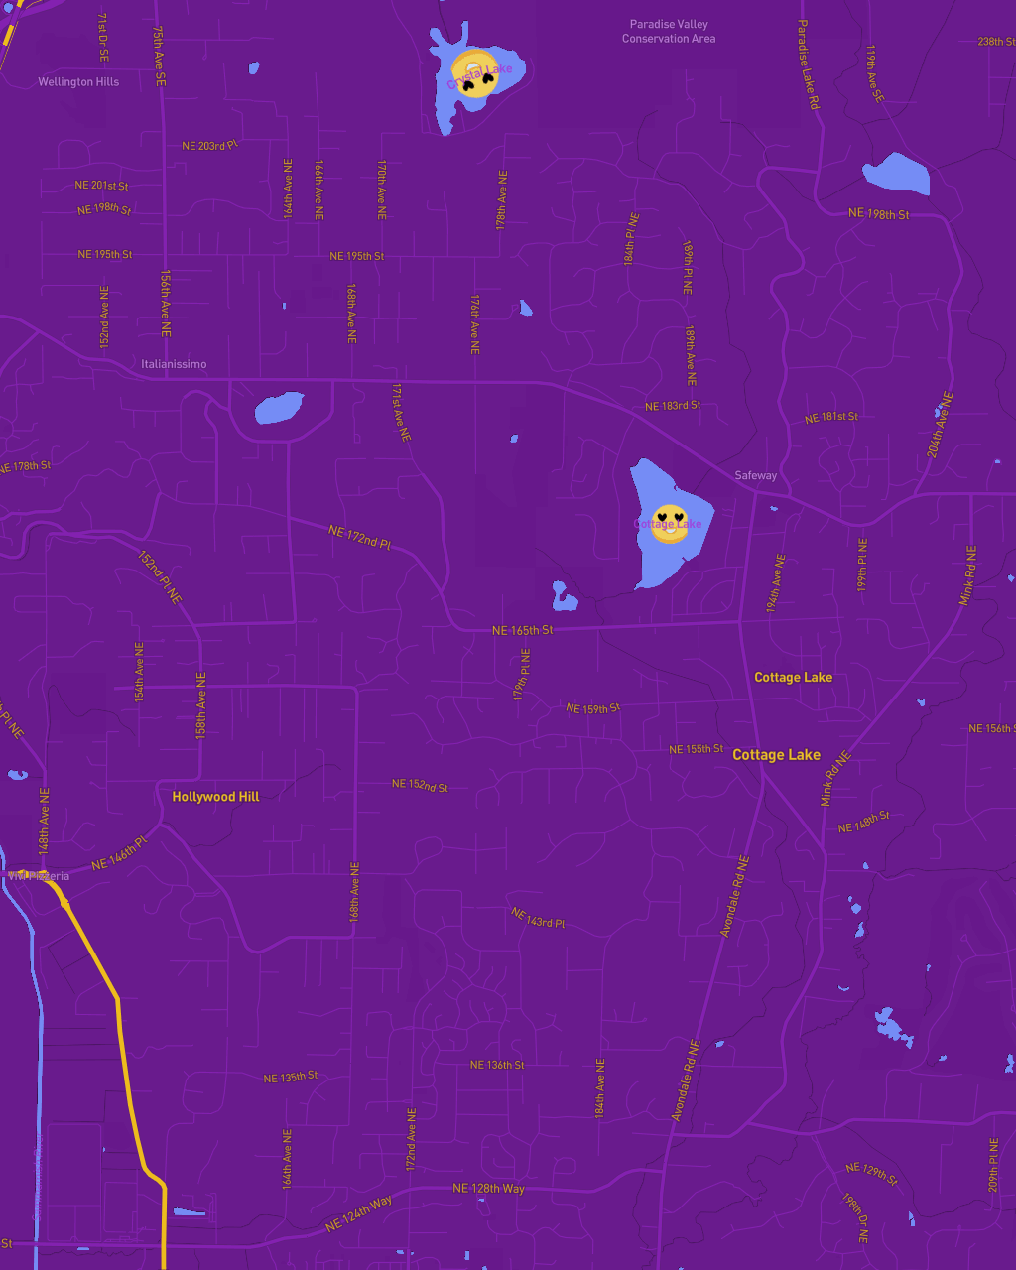 71st Dr SE
75th Ave SE
Paradise Valley
Conservation Area
Paradise Lake Rd
119th Ave SE
238th St
Wellington Hills
Crystal Lake
NE 203rd Pl
164th Ave NE
166th Ave NE
170th Ave NE
178th Ave NE
NE 201st St
NE 198th St
NE 198th St
184th Pl NE
189th Pl NE
NE 195th St
NE 195th St
152nd Ave NE
156th Ave NE
168th Ave NE
176th Ave NE
189th Ave NE
Italianissimo
171st Ave NE
NE 183rd St
NE 181st St
204th Ave NE
NE 178th St
Safeway
Cottage Lake
NE 172nd Pl
152nd Pl NE
194th Ave NE
199th Pl NE
Mink Rd NE
NE 165th St
154th Ave NE
158th Ave NE
179th Pl NE
Cottage Lake
NE 159th St
Pl NE
NE 155th St
NE 156th S
Cottage Lake
Mink Rd NE
NE 152nd St
Hollywood Hill
148th Ave NE
NE 148th St
NE 146th Pl
168th Ave NE
Avondale Rd NE
NE 143rd Pl
NE 135th St
NE 136th St
184th Ave NE
Avondale Rd NE
164th Ave NE
172nd Ave NE
NE 128th Way
NE 124th Way
NE 129th St
198th Dr NE
209th Pl NE
St